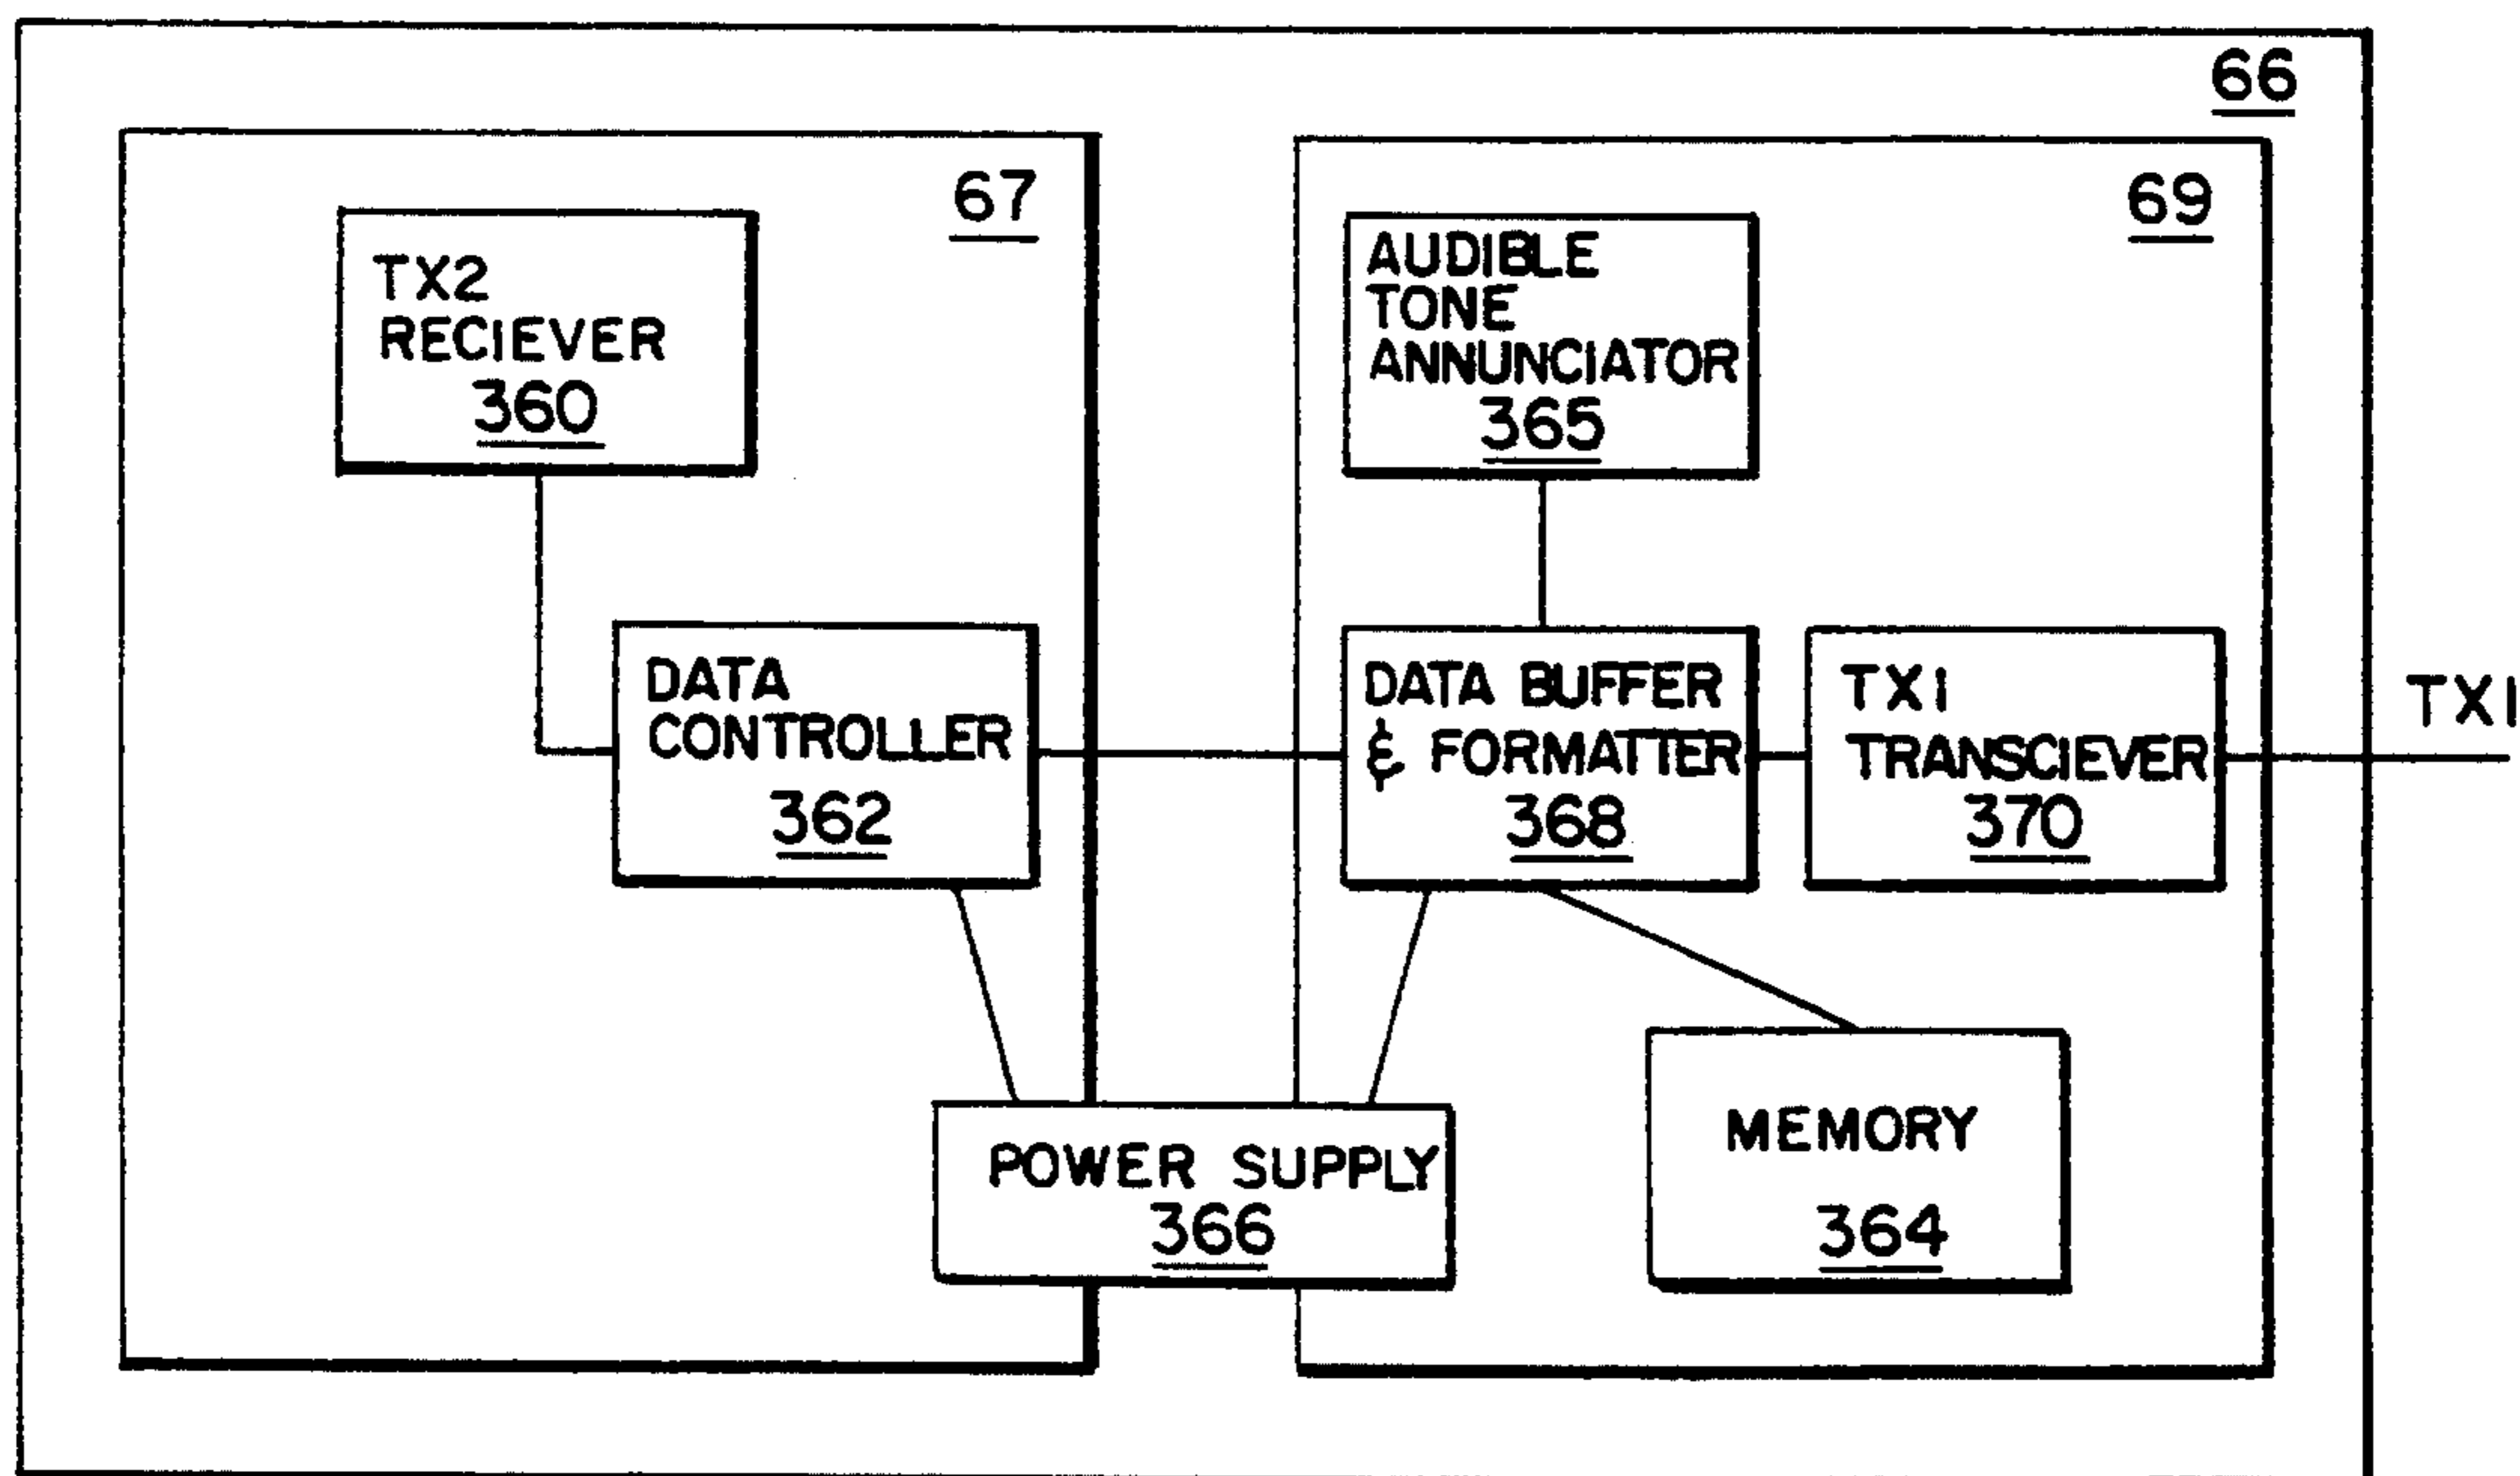 66
67
TX2
RECIEVER
360
69
AUDIBLE
TONE
ANNUNCIATOR
365
DATA
CONTROLLER
362
DATA BUFFER
& FORMATTER
368
TX1
TRANSCIEVER
370
TX1
POWER SUPPLY
366
MEMORY
364